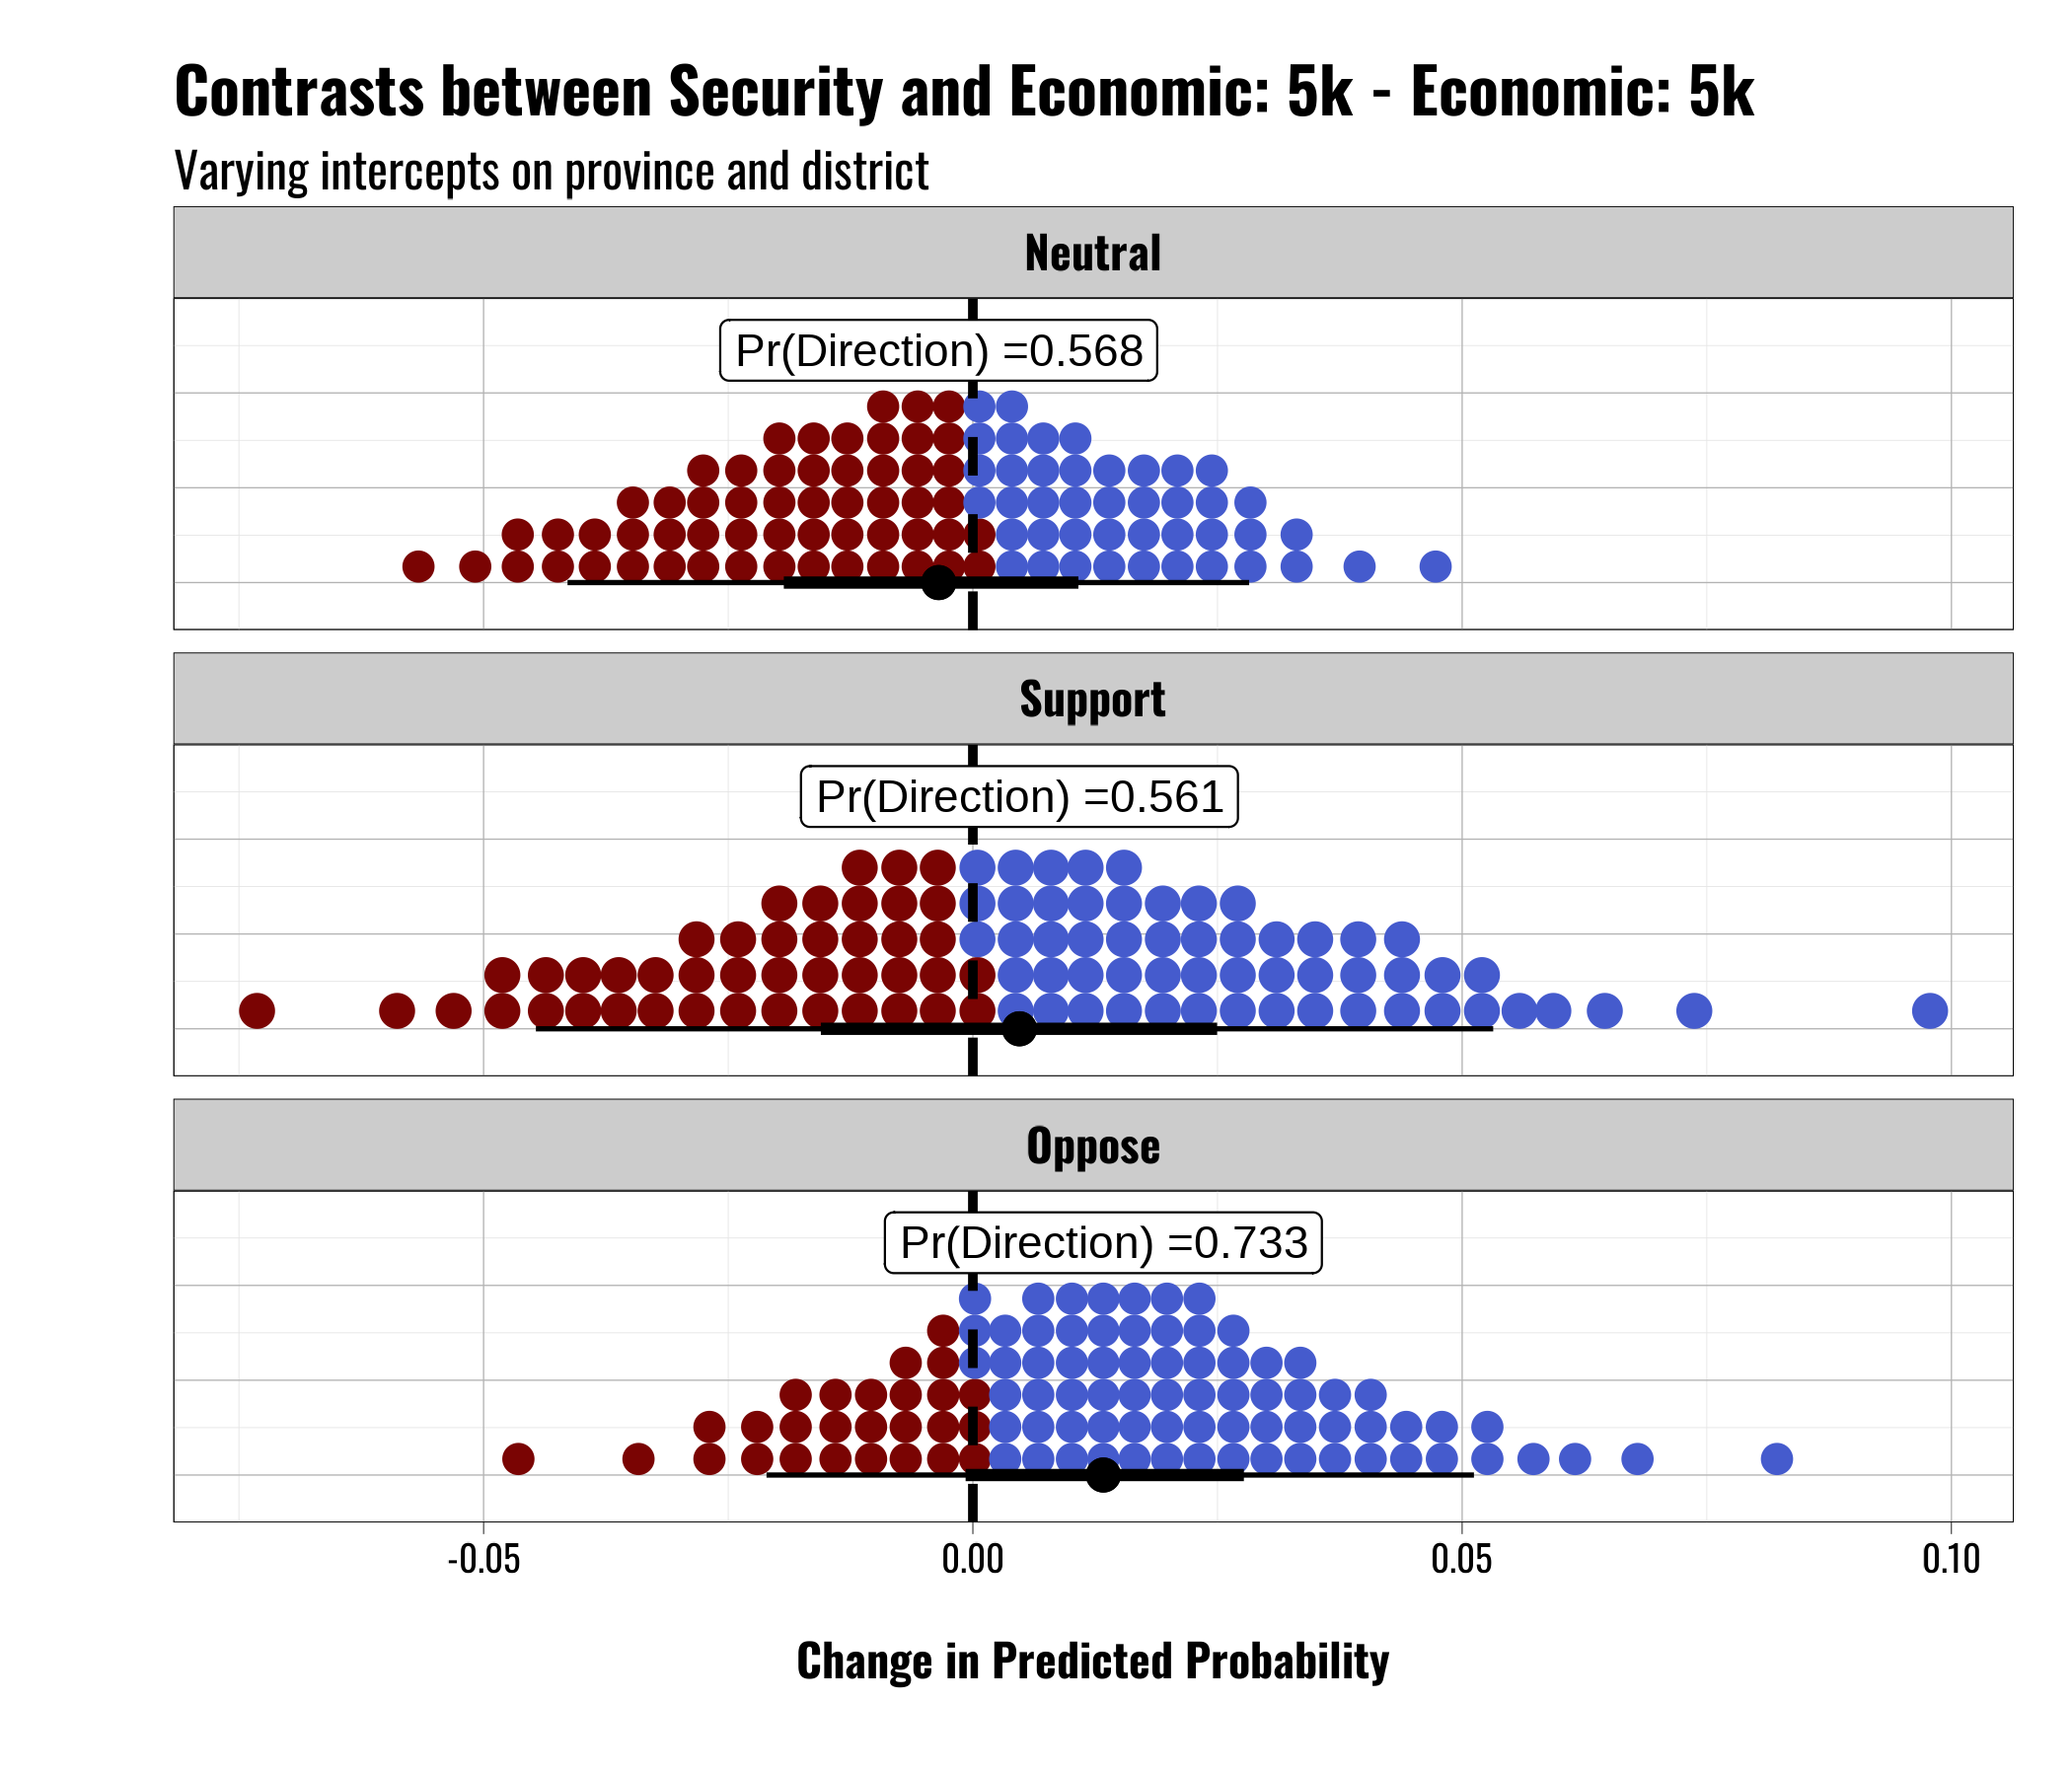 Contrasts between Security and Economic: 5k - Economic: 5k
Varying intercepts on province and district
Neutral
Pr(Direction) =0.568
Support
Pr(Direction) =0.561
Oppose
Pr(Direction) =0.733
-0.05 0.00 0.05 0.10
Change in Predicted Probability